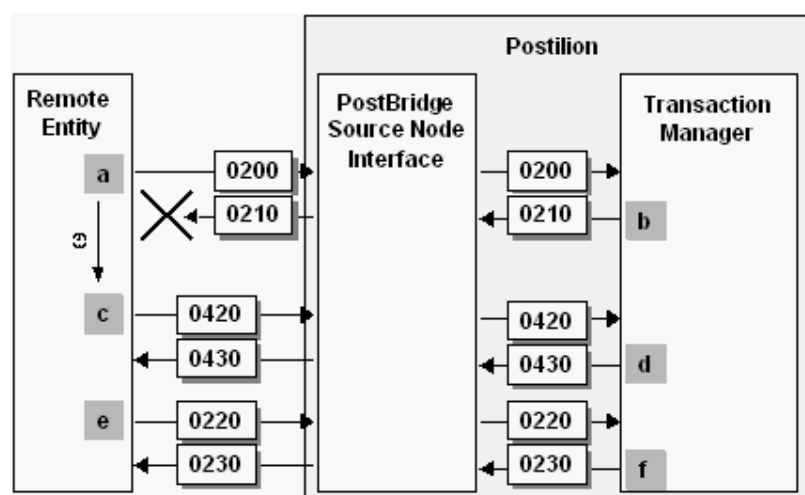 Postilion
Remote
Entity
PostBridge
Source Node
Interface
Transaction
Manager
a
0200
0200
0210
0210
b
c
0420
0420
0430
0430
d
e
0220
0220
0230
0230
f